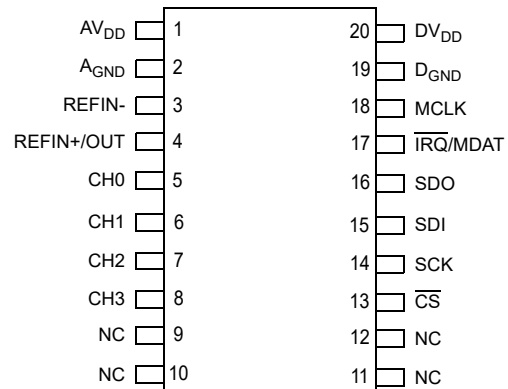 AVDD 1 20 DVDD
AGND 2 19 DGND
REFIN- 3 18 MCLK
REFIN+/OUT 4 17 IRQ/MDAT
CH0 5 16 SDO
CH1 6 15 SDI
CH2 7 14 SCK
CH3 8 13 CS
NC 9 12 NC
NC 10 11 NC